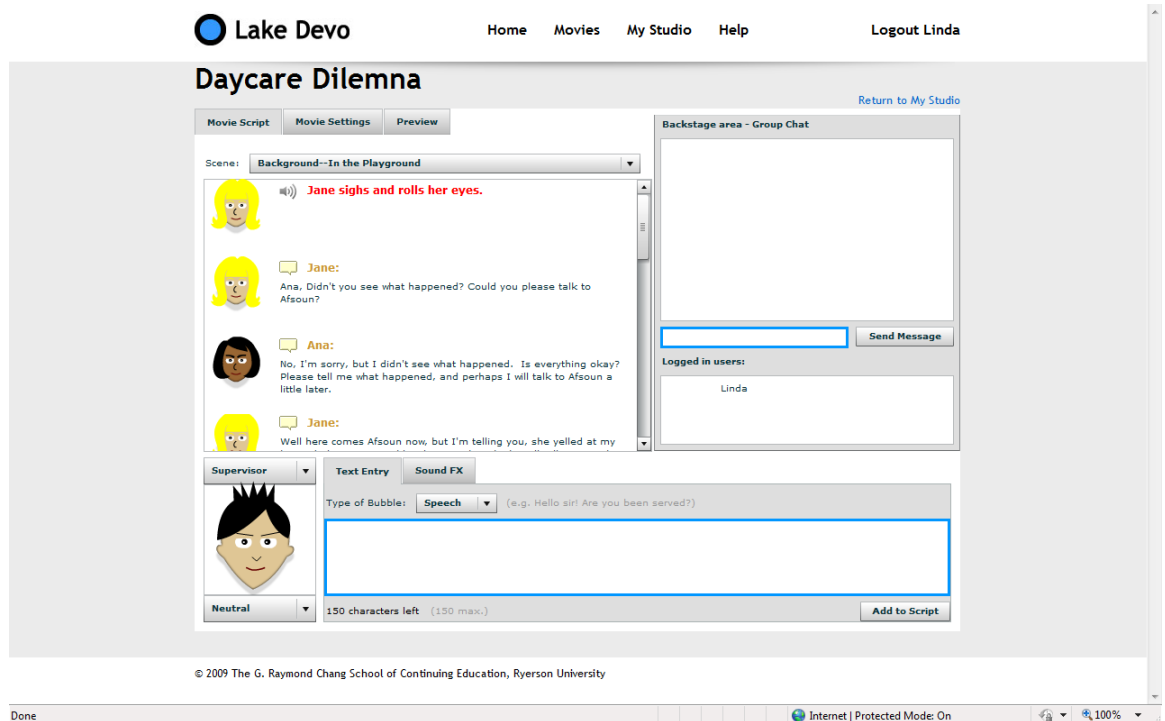 Lake Devo
Home Movies My Studio Help Logout Linda
Daycare Dilemna
Return to My Studio
Movie Script Movie Settings Preview
Scene: Background--In the Playground
Jane sighs and rolls her eyes.
Jane:
Ana, Didn't you see what happened? Could you please talk to
Afsoun?
Ana:
No, I'm sorry, but I didn't see what happened. Is everything okay?
Please tell me what happened, and perhaps I will talk to Afsoun a
little later.
Jane:
Well here comes Afsoun now, but I'm telling you, she yelled at my
Backstage area - Group Chat
Send Message
Logged in users:
Linda
Supervisor
Neutral
Text Entry Sound FX
Type of Bubble: Speech (e.g. Hello sir! Are you been served?)
150 characters left (150 max.)
Add to Script
© 2009 The G. Raymond Chang School of Continuing Education, Ryerson University
Done
Internet | Protected Mode: On
100%